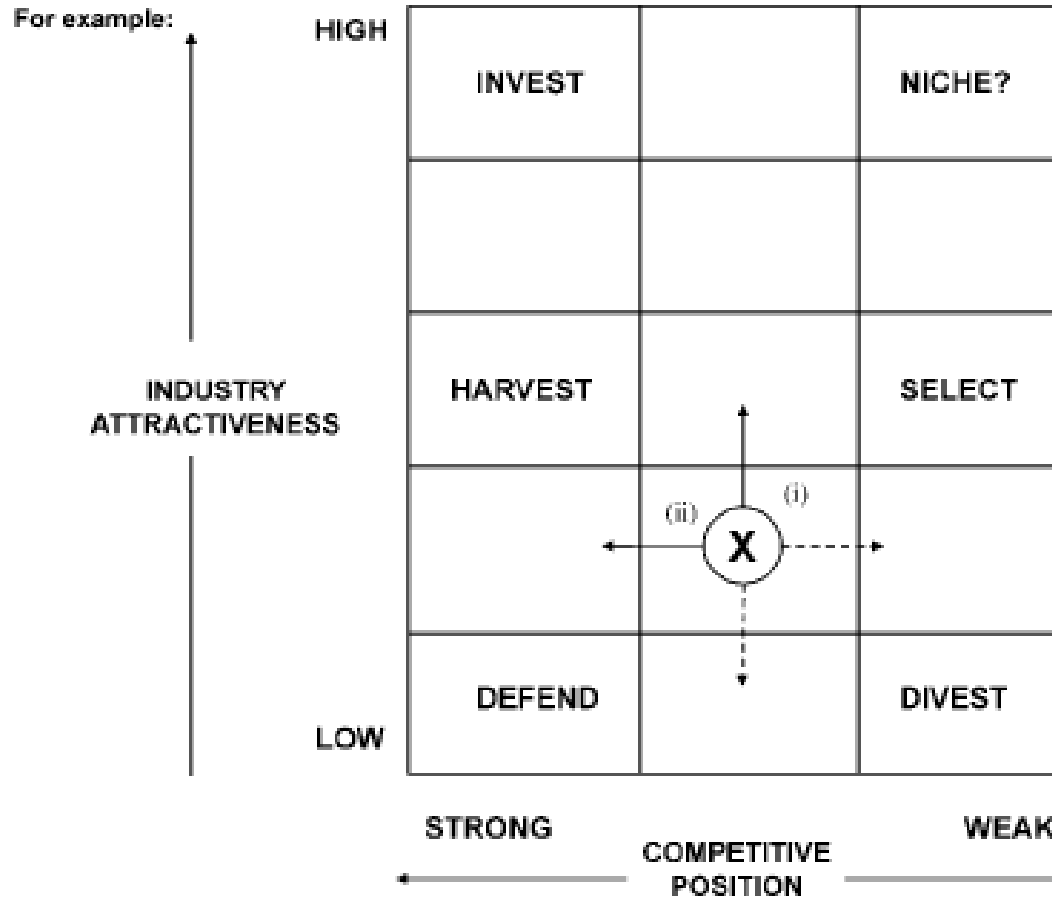 For example:
HIGH
INVEST
NICHE?
INDUSTRY
ATTRACTIVENESS
HARVEST
SELECT
(i)
(ii)
X
DEFEND
DIVEST
LOW
STRONG
WEAK
COMPETITIVE
POSITION